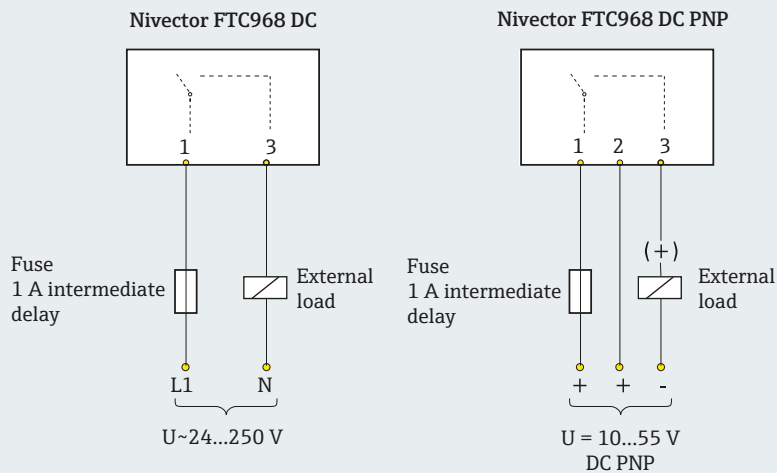 Nivector FTC968 DC
1
3
Fuse
1 A intermediate
delay
External
load
L1
N
U~24...250 V
Nivector FTC968 DC PNP
1
2
3
(+)
Fuse
1 A intermediate
delay
External
load
+
+
-
U = 10...55 V
DC PNP